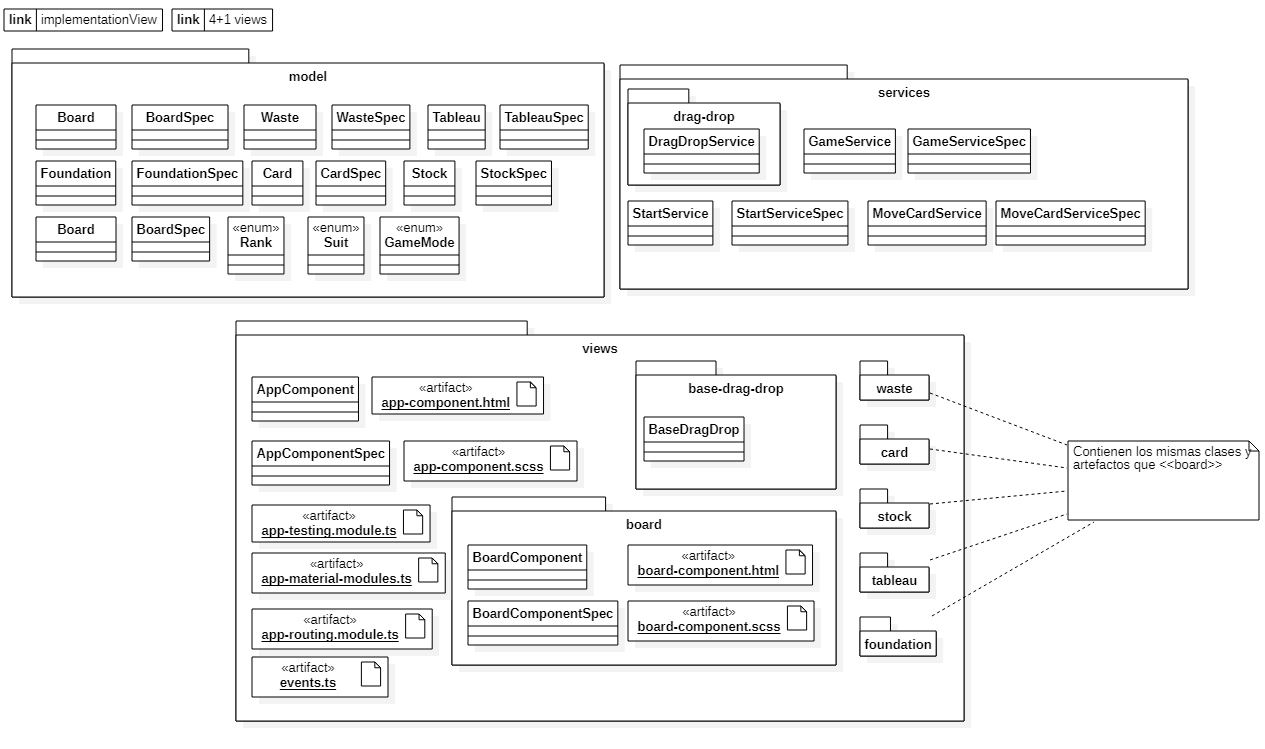 link implementationView link 4+1 views
model
Board BoardSpec Waste WasteSpec Tableau TableauSpec
Foundation FoundationSpec Card CardSpec Stock StockSpec
Board BoardSpec «enum» Rank «enum» Suit «enum» GameMode
services
drag-drop
DragDropService GameService GameServiceSpec
StartService StartServiceSpec MoveCardService MoveCardServiceSpec
views
AppComponent
«artifact»
app-component.html
AppComponentSpec
«artifact»
app-component.scss
«artifact»
app-testing.module.ts
«artifact»
app-material-modules.ts
«artifact»
app-routing.module.ts
«artifact»
events.ts
base-drag-drop
BaseDragDrop
board
BoardComponent
«artifact»
board-component.html
BoardComponentSpec
«artifact»
board-component.scss
waste
card
stock
tableau
foundation
Contienen los mismas clases y
artefactos que <<board>>